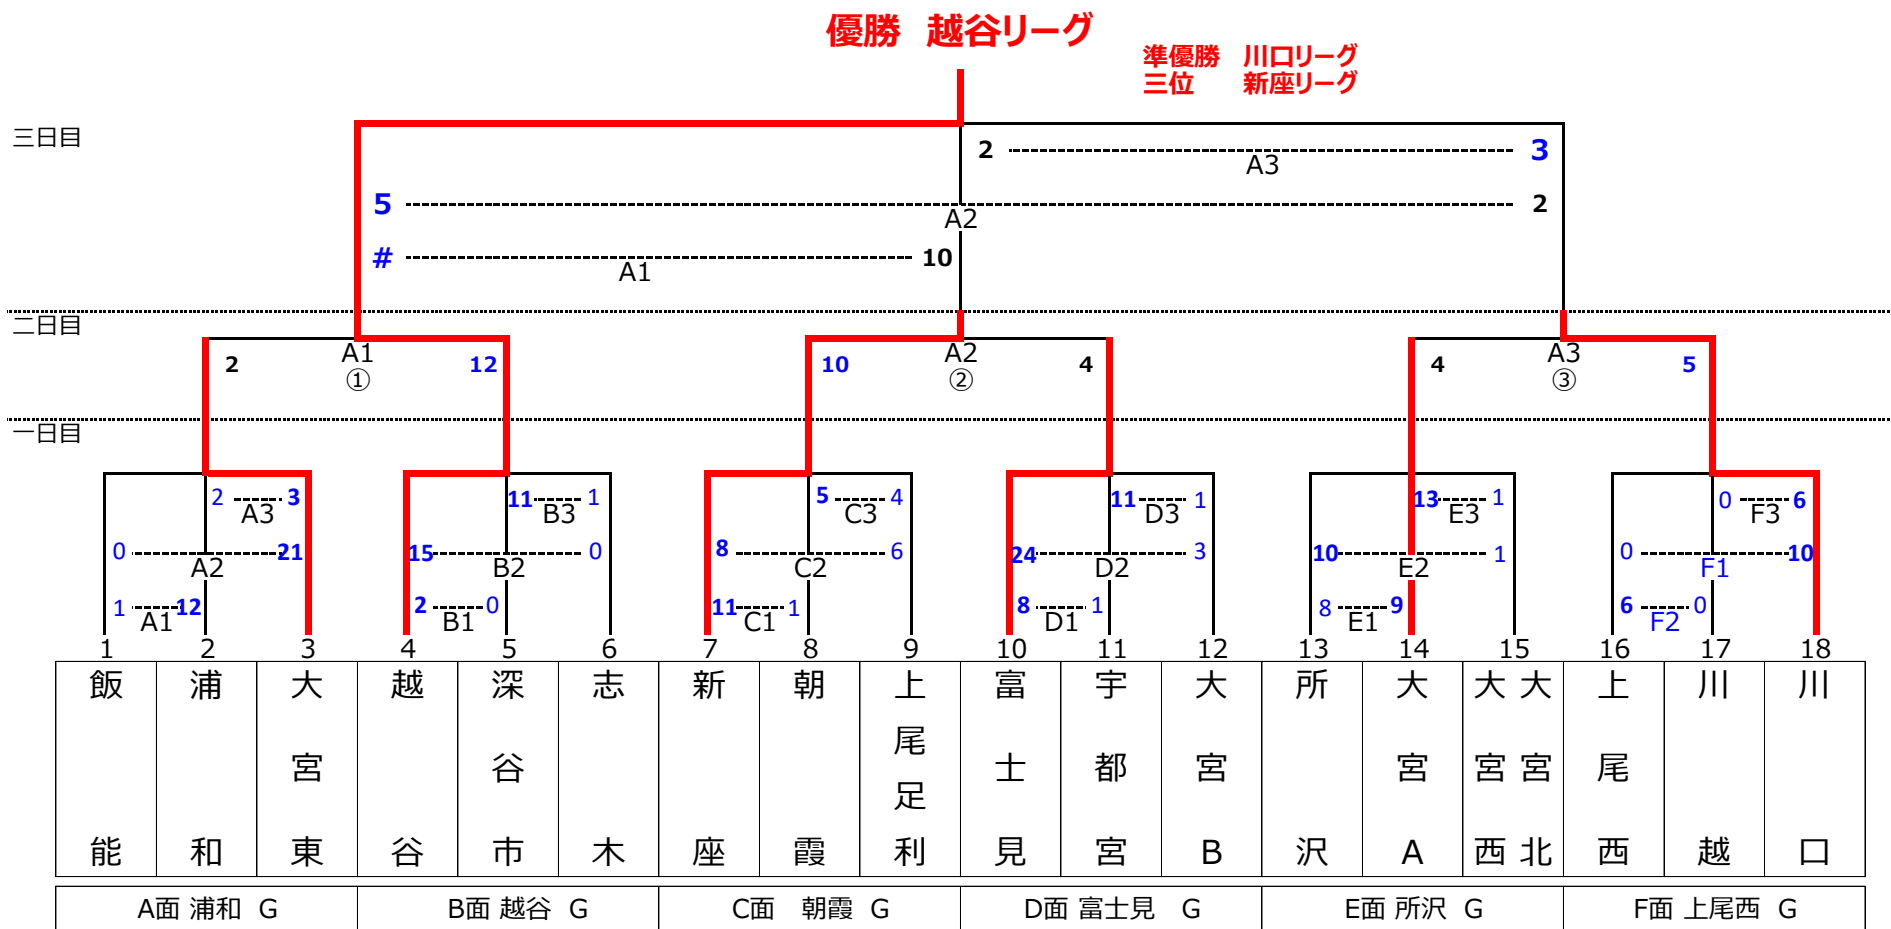 優勝 越谷リーグ
準優勝 川口リーグ
三位 新座リーグ
三日目
2 3
A3
5 2
A2
# 10
A1
二日目
2 A1 12 10 A2 4 4 A3 5
① ② ③
一日目
2 3 11 1 5 4 11 1 13 1 0 6
A3 B3 C3 D3 E3 F3
0 21 15 0 8 6 24 3 10 1 0 10
A2 B2 C2 D2 E2 F1
1 12 2 0 11 1 8 1 8 9 6 0
A1 B1 C1 D1 E1 F2
1 2 3 4 5 6 7 8 9 10 11 12 13 14 15 16 17 18
飯能
浦和
大宮東
越谷
深谷市
志木
新座
朝霞
上尾足利
富士見
宇都宮
大宮B
所沢
大宮A
大宮西
大宮北
上尾西
川越
川口
A面 浦和 G
B面 越谷 G
C面 朝霞 G
D面 富士見 G
E面 所沢 G
F面 上尾西 G